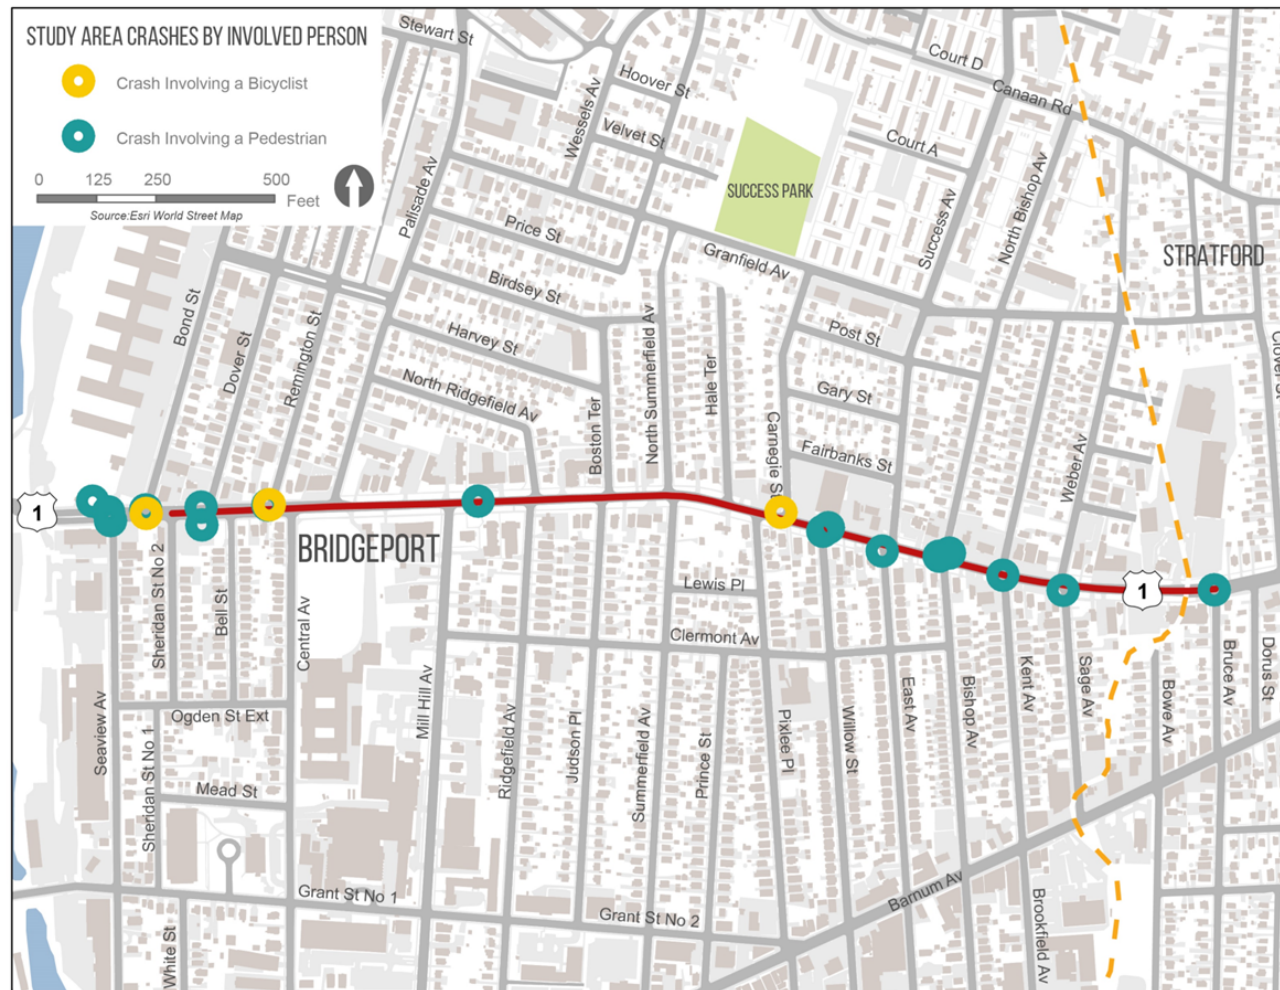 STUDY AREA CRASHES BY INVOLVED PERSON
Crash Involving a Bicyclist
Crash Involving a Pedestrian
0 125 250 500
Feet
Source:Esri World Street Map
Stewart St
Hoover St
Velvet St
Wessels Av
Palisade Av
Price St
Birdsey St
Harvey St
North Ridgefield Av
Bond St
Dover St
Remington St
Boston Ter
North Summerfield Av
Hale Ter
Granfield Av
SUCCESS PARK
Court D
Canaan Rd
Court A
Success Av
North Bishop Av
STRATFORD
Post St
Gary St
Fairbanks St
Carnegie St
Weber Av
1
BRIDGEPORT
1
Lewis Pl
Clermont Av
Sheridan St No 2
Bell St
Central Av
Seaview Av
Ogden St Ext
Sheridan St No 1
Mead St
Mill Hill Av
Ridgefield Av
Judson Pl
Summerfield Av
Prince St
Pixlee Pl
Willow St
East Av
Bishop Av
Kent Av
Sage Av
Bowe Av
Bruce Av
Dorus St
Grant St No 1
Grant St No 2
Barnum Av
Brookfield Av
White St